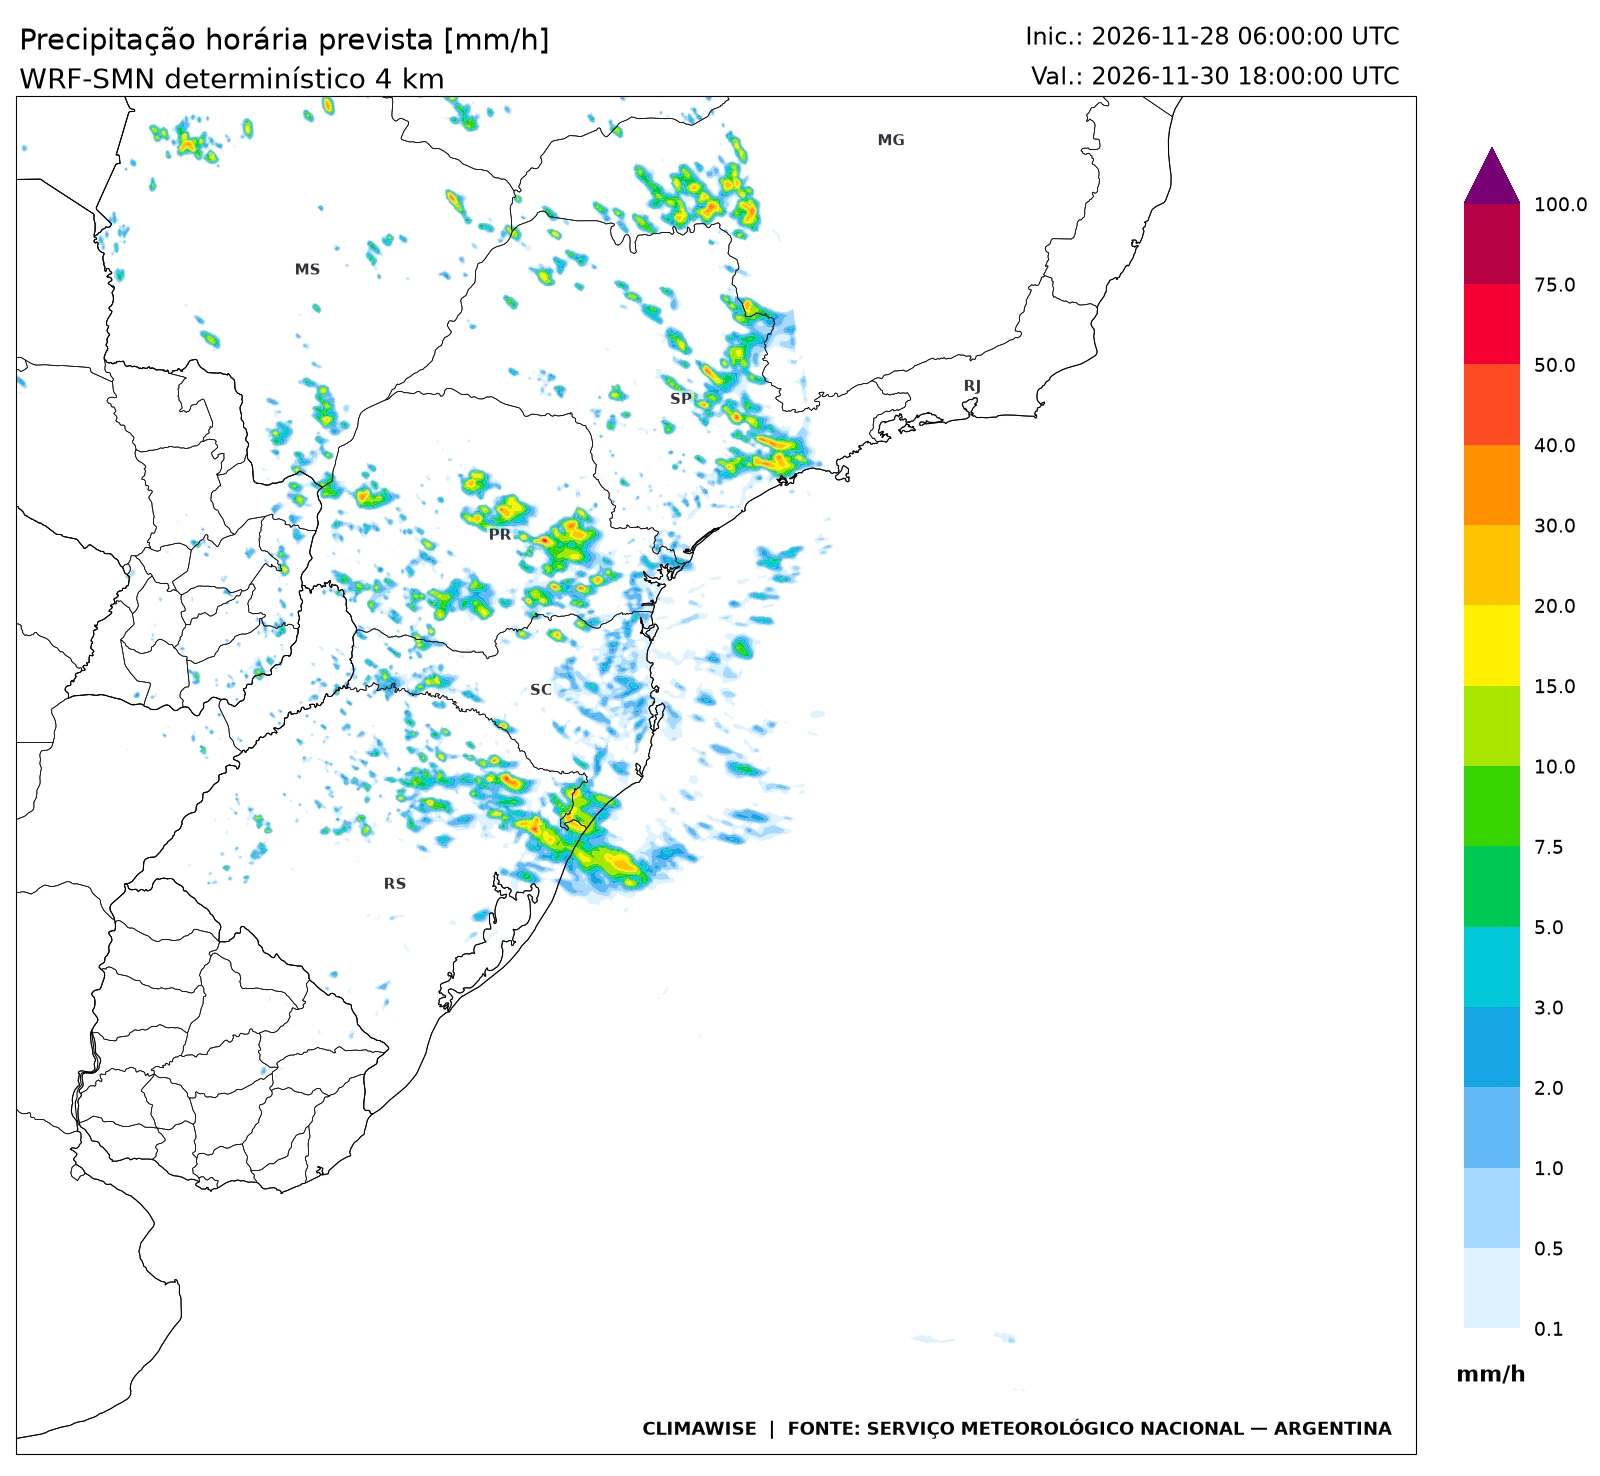 Precipitação horária prevista [mm/h]
WRF-SMN determinístico 4 km
Inic.: 2026-11-28 06:00:00 UTC
Val.: 2026-11-30 18:00:00 UTC
MG
MS
RJ
SP
PR
SC
RS
100.0
75.0
50.0
40.0
30.0
20.0
15.0
10.0
7.5
5.0
3.0
2.0
1.0
0.5
0.1
mm/h
CLIMAWISE | FONTE: SERVIÇO METEOROLÓGICO NACIONAL — ARGENTINA